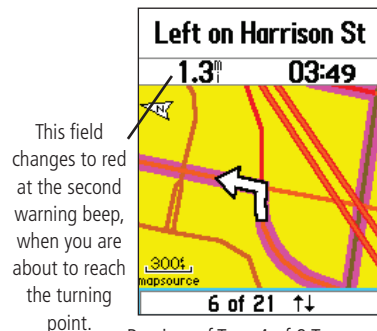 Left on Harrison St
1.3mi 03:49
N
This field
changes to red
at the second
warning beep,
when you are
about to reach
the turning
point.
300ft
mapsource
6 of 21 ↑↓